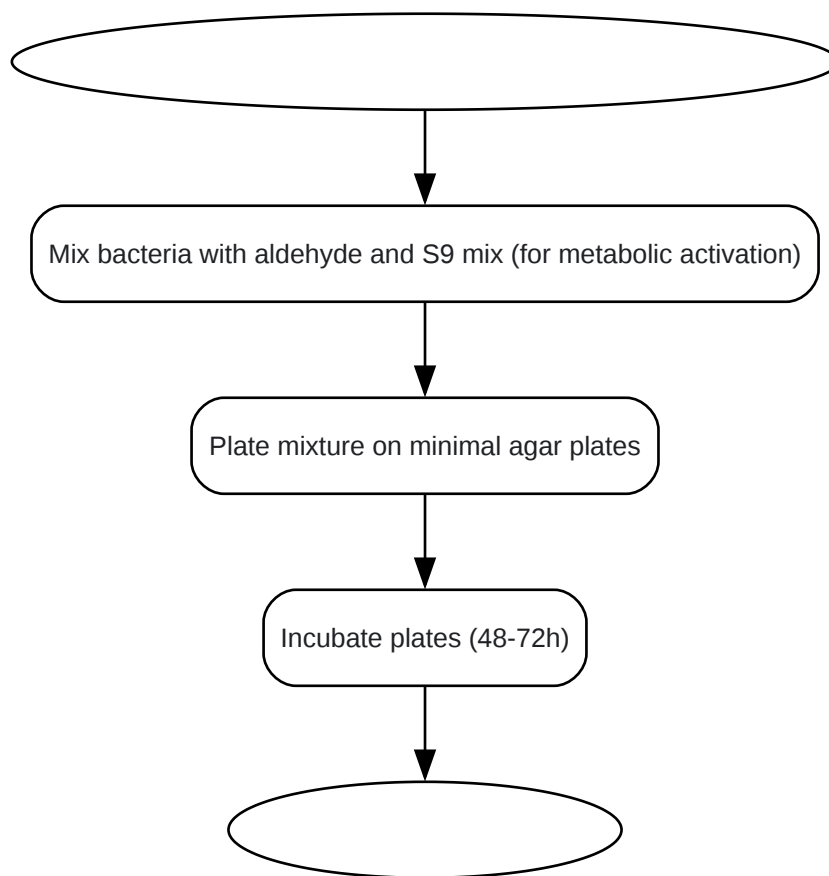 Mix bacteria with aldehyde and S9 mix (for metabolic activation)
Plate mixture on minimal agar plates
Incubate plates (48-72h)